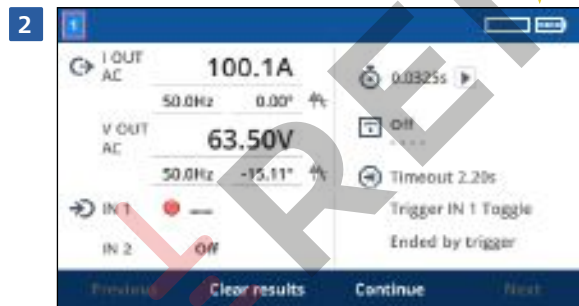 2
1
I OUT AC 100.1A
50.0Hz 0.00°
V OUT AC 63.50V
50.0Hz -15.11°
IN 1 --
IN 2 Off
0.0325s
Off
Timeout 2.20s
Trigger IN 1 Toggle
Ended by trigger
Previous Clear results Continue Next